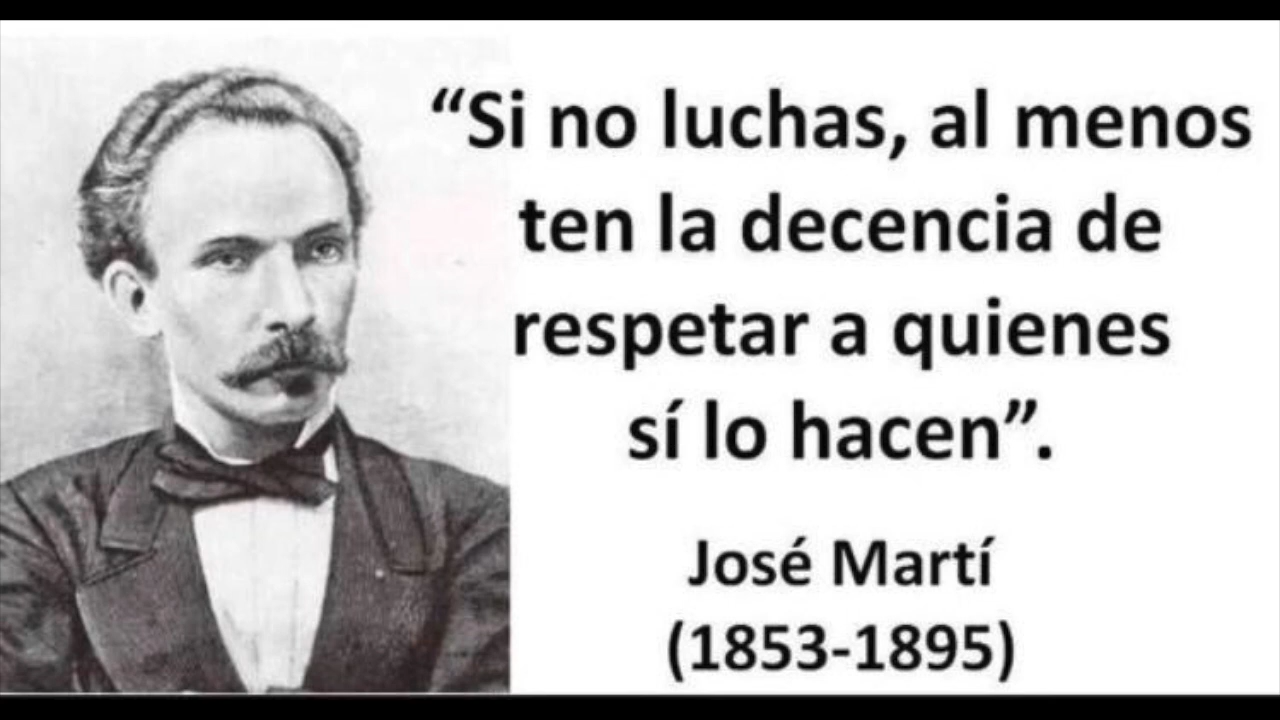 “Si no luchas, al menos
ten la decencia de
respetar a quienes
sí lo hacen”.
José Martí
(1853-1895)